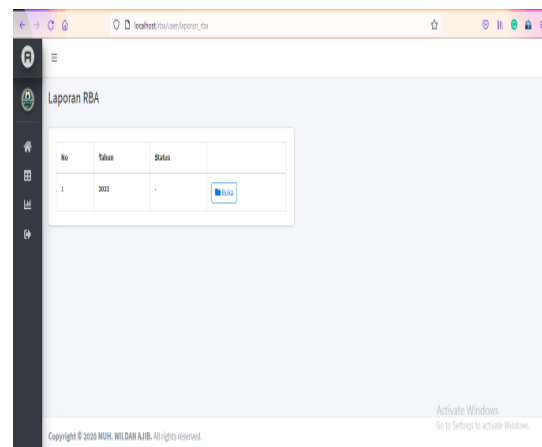 localhost/rba/user/laporan_rba
Laporan RBA
No Tahun Status
1 2021 -
Buka
Activate Windows
Go to Settings to activate Windows.
Copyright © 2020 MUH. WILDAN AJIB. All rights reserved.